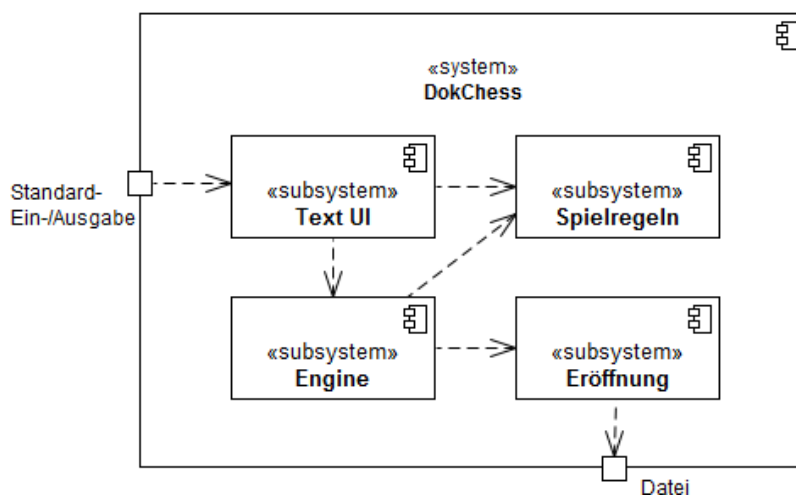 «system»
DokChess
Standard-
Ein-/Ausgabe
«subsystem»
Text UI
«subsystem»
Spielregeln
«subsystem»
Engine
«subsystem»
Eröffnung
Datei